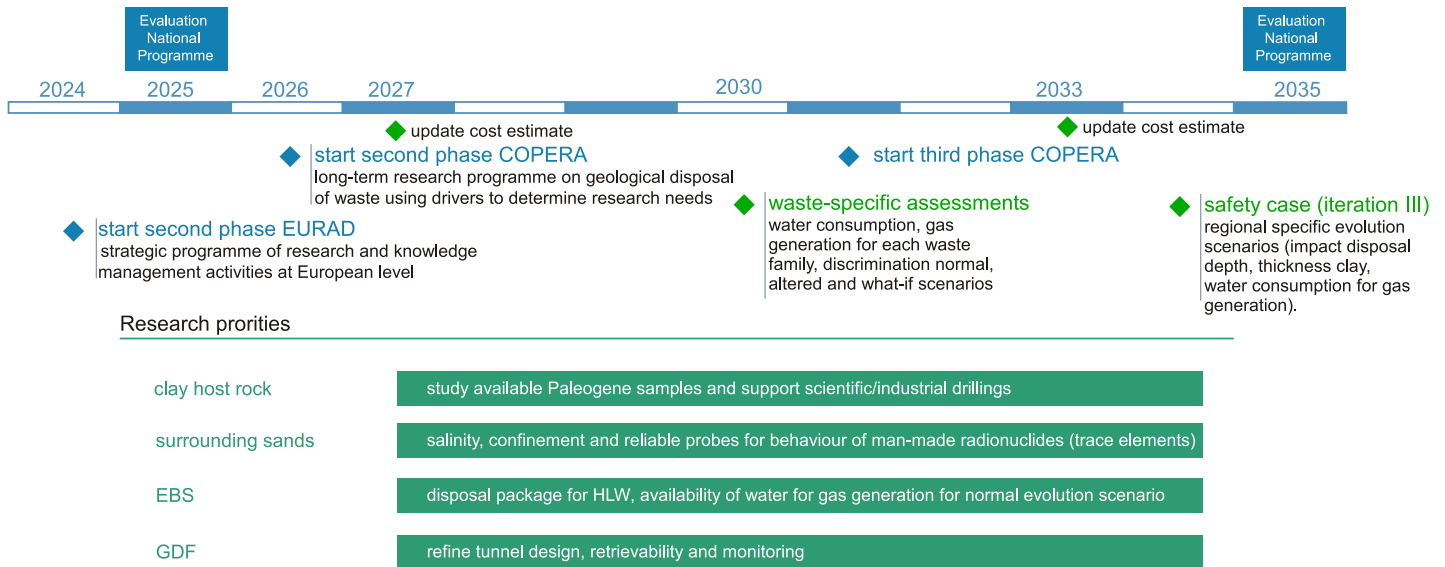 Evaluation
National
Programme
Evaluation
National
Programme
2024
2025
2026
2027
2030
2033
2035
update cost estimate
update cost estimate
start second phase COPERA
long-term research programme on geological disposal
of waste using drivers to determine research needs
start third phase COPERA
start second phase EURAD
strategic programme of research and knowledge
management activities at European level
waste-specific assessments
water consumption, gas
generation for each waste
family, discrimination normal,
altered and what-if scenarios
safety case (iteration III)
regional specific evolution
scenarios (impact disposal
depth, thickness clay,
water consumption for gas
generation).
Research prorities
clay host rock
study available Paleogene samples and support scientific/industrial drillings
surrounding sands
salinity, confinement and reliable probes for behaviour of man-made radionuclides (trace elements)
EBS
disposal package for HLW, availability of water for gas generation for normal evolution scenario
GDF
refine tunnel design, retrievability and monitoring